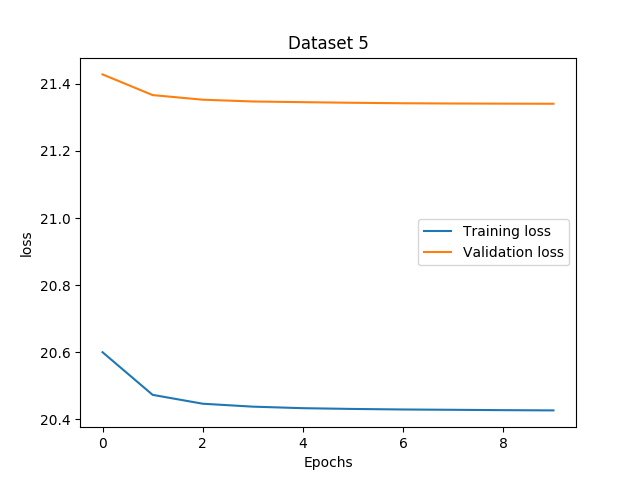 Dataset 5
21.4
21.2
21.0
20.8
20.6
20.4
loss
Training loss
Validation loss
0
2
4
6
8
Epochs